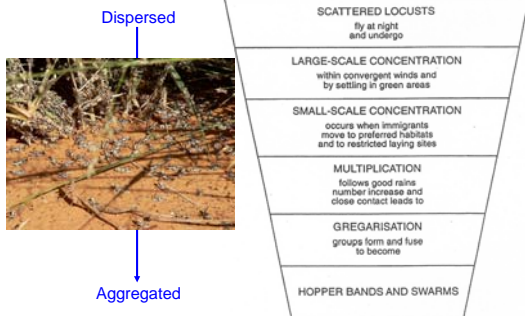 Dispersed
Aggregated
SCATTERED LOCUSTS
fly at night
and undergo
LARGE-SCALE CONCENTRATION
within convergent winds and
by settling in green areas
SMALL-SCALE CONCENTRATION
occurs when immigrants
move to preferred habitats
and to restricted laying sites
MULTIPLICATION
follows good rains
number increase and
close contact leads to
GREGARISATION
groups form and fuse
to become
HOPPER BANDS AND SWARMS